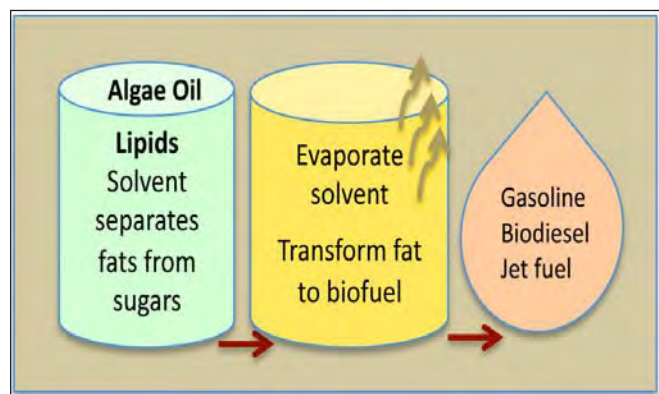 Algae Oil
Lipids
Solvent
separates
fats from
sugars
Evaporate
solvent
Transform fat
to biofuel
Gasoline
Biodiesel
Jet fuel